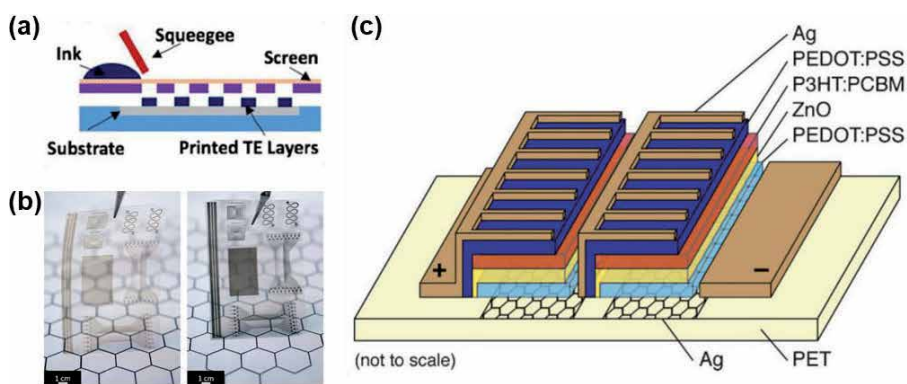 (a)
Squeegee
Ink
Screen
Substrate
Printed TE Layers
(b)
1 cm
1 cm
(c)
Ag
PEDOT:PSS
P3HT:PCBM
ZnO
PEDOT:PSS
+
–
(not to scale)
Ag
PET